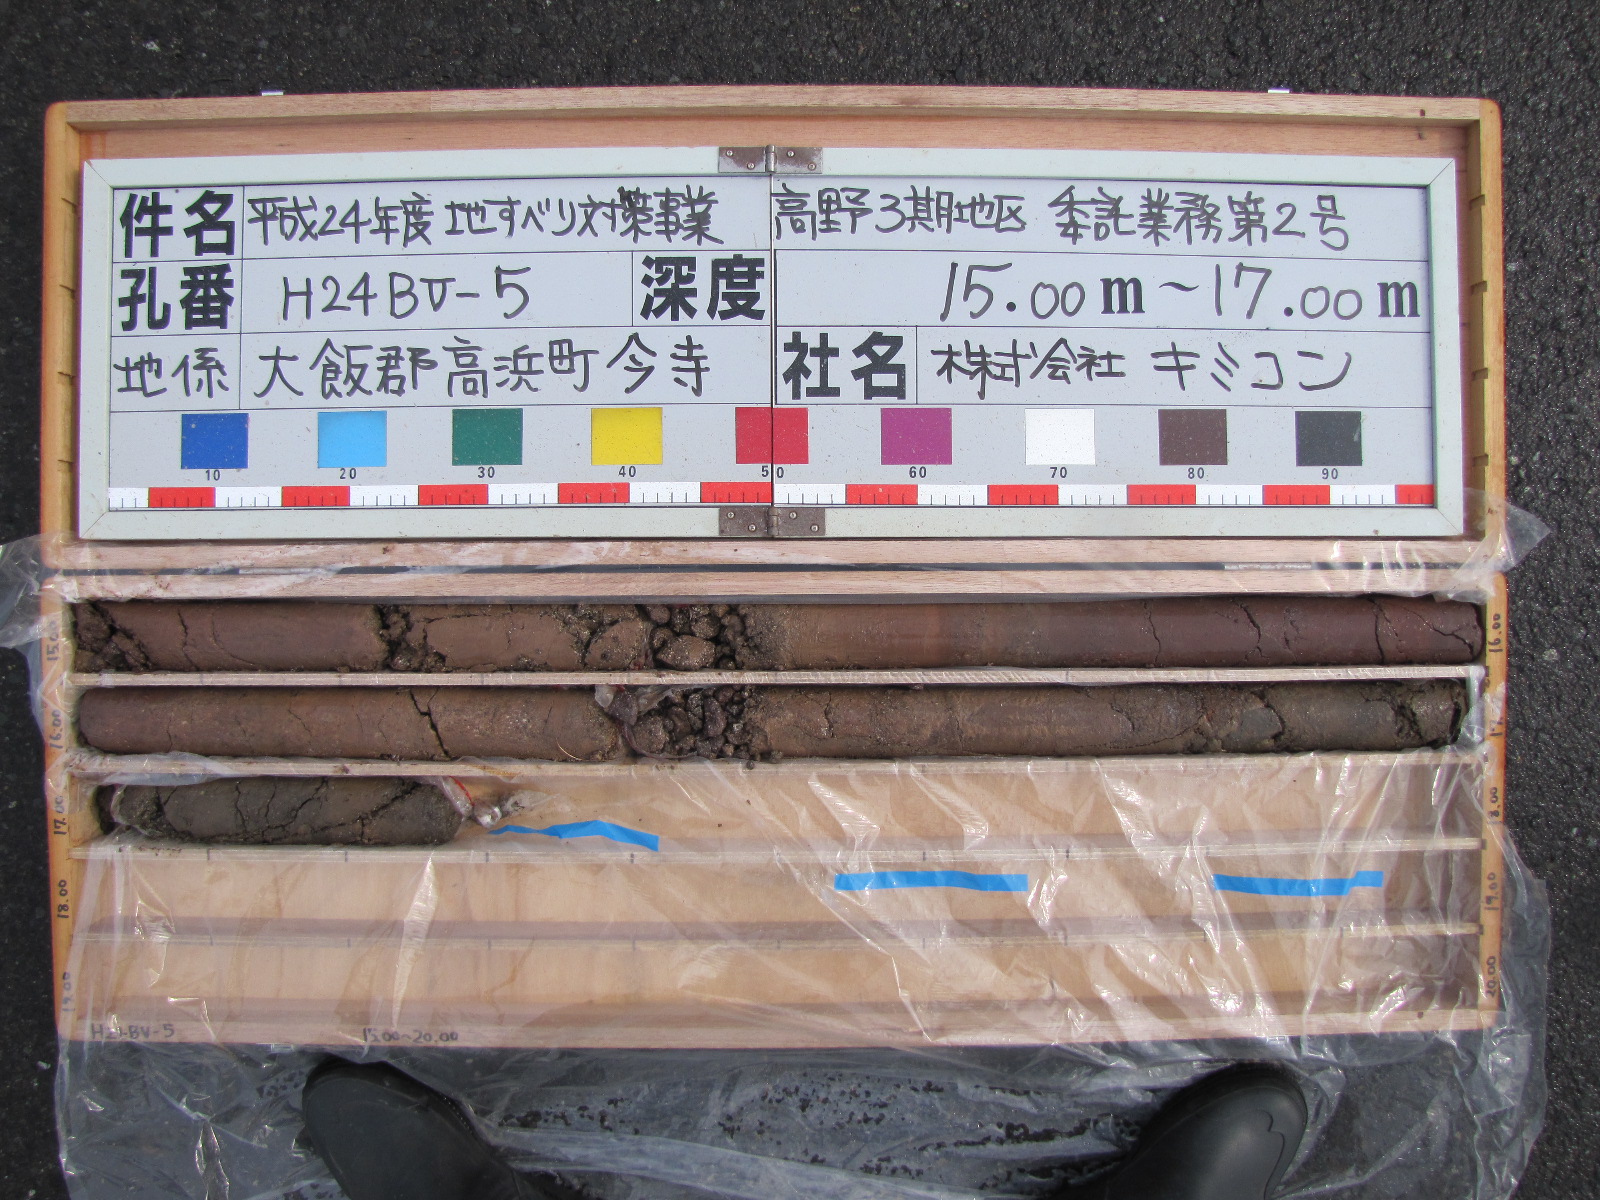 件名 平成24年度 地すべり対策事業 高野3期地区 委託業務第2号
孔番 H24BV-5 深度 15.00m~17.00m
地係 大飯郡高浜町今寺 社名 株式会社 キミコン
10 20 30 40 50 60 70 80 90
16.00
16.00
17.00
18.00
18.00 19.00
19.00 20.00
H24BV-5 15.00~20.00